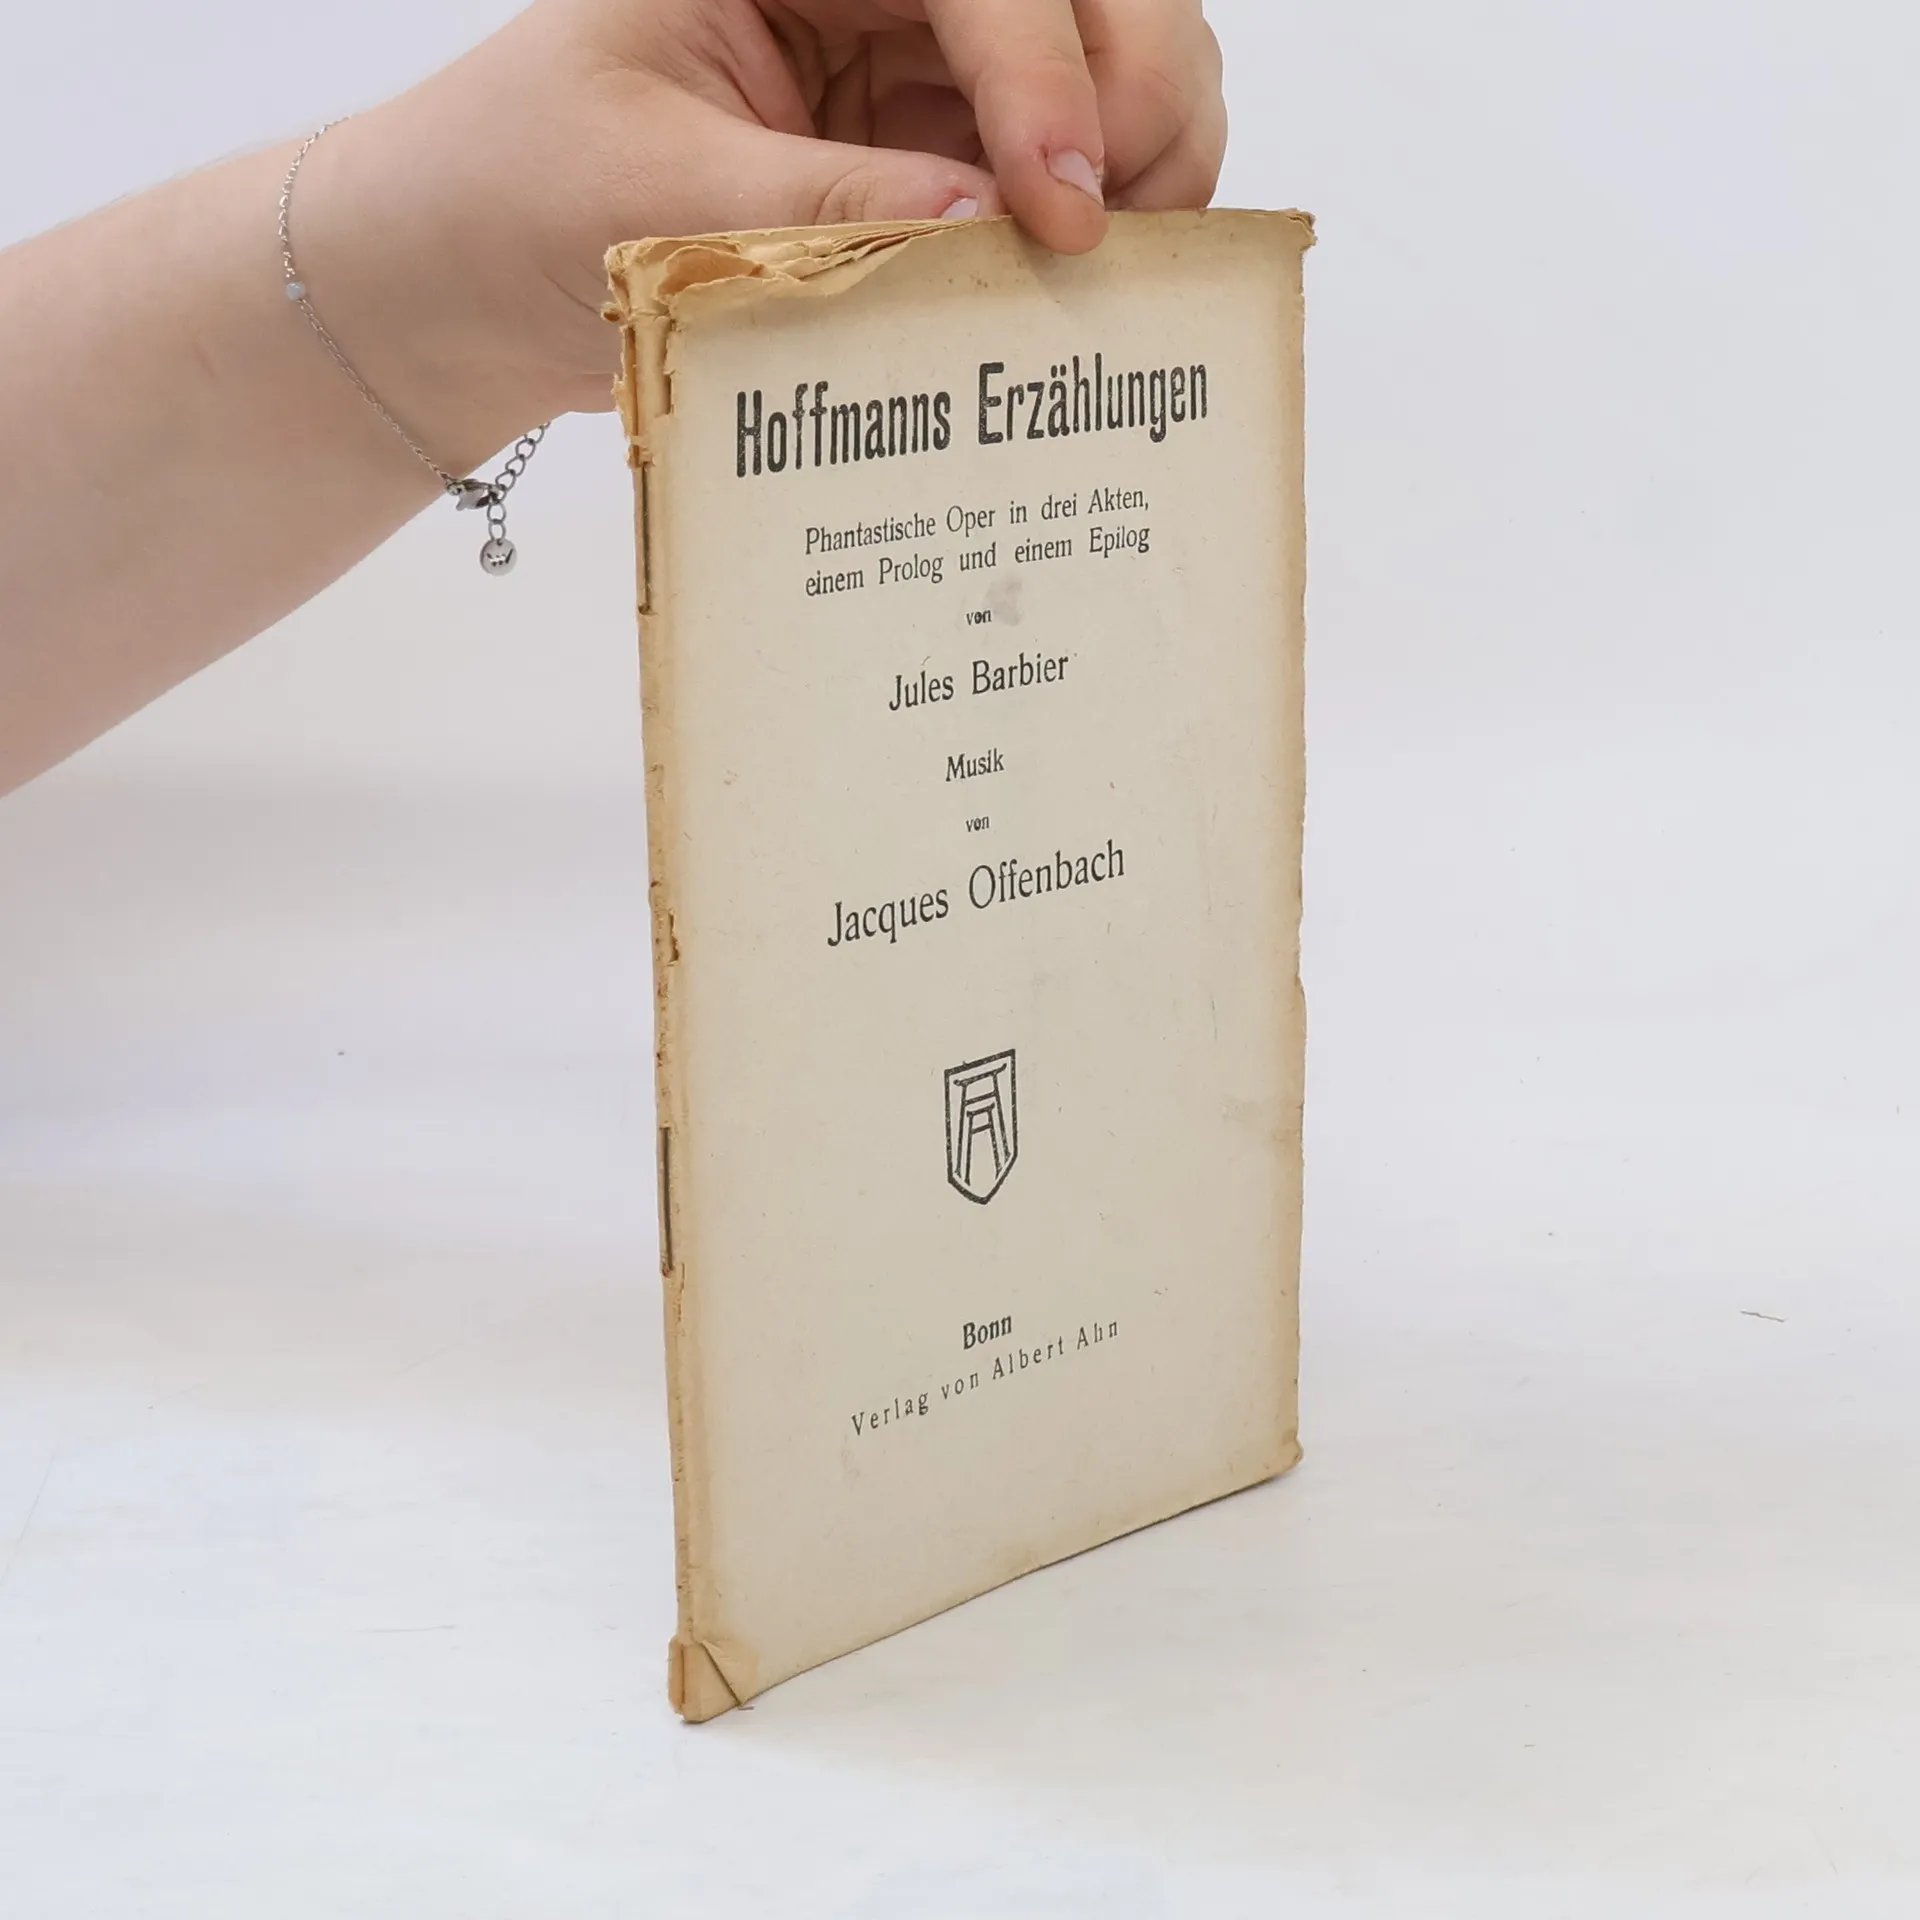 Hoffmanns Erzählungen
Phantastische Oper in drei Akten,
einem Prolog und einem Epilog
von
Jules Barbier
Musik
von
Jacques Offenbach
AA
Bonn
Verlag von Albert Ahn